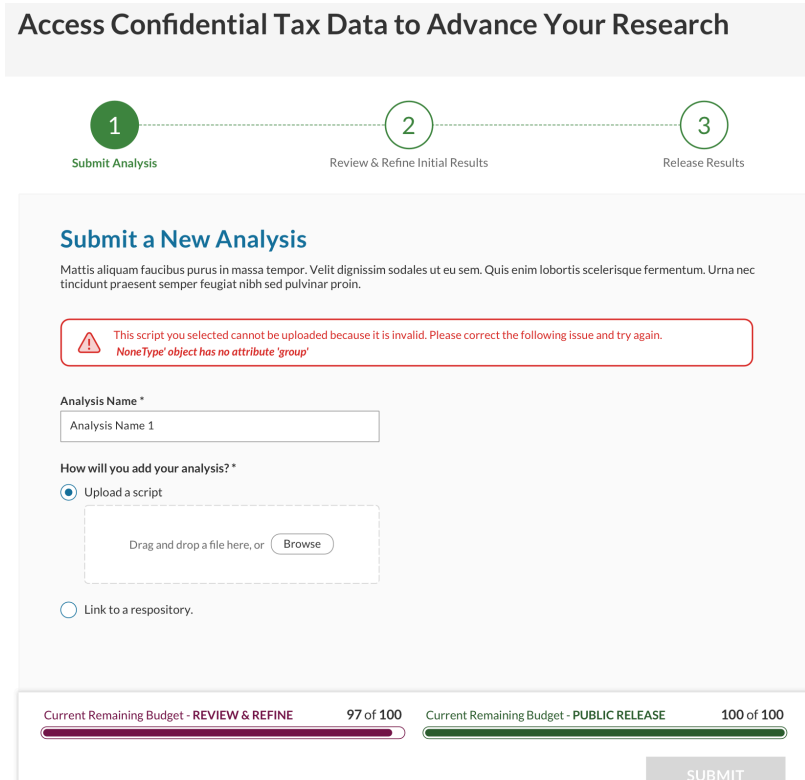 Access Confidential Tax Data to Advance Your Research
1
2
3
Submit Analysis
Review & Refine Initial Results
Release Results
Submit a New Analysis
Mattis aliquam faucibus purus in massa tempor. Velit dignissim sodales ut eu sem. Quis enim lobortis scelerisque fermentum. Urna nec
tincidunt praesent semper feugiat nibh sed pulvinar proin.
This script you selected cannot be uploaded because it is invalid. Please correct the following issue and try again.
NoneType' object has no attribute 'group'
Analysis Name *
Analysis Name 1
How will you add your analysis? *
Upload a script
Drag and drop a file here, or Browse
Link to a respository.
Current Remaining Budget - REVIEW & REFINE 97 of 100
Current Remaining Budget - PUBLIC RELEASE 100 of 100
SUBMIT